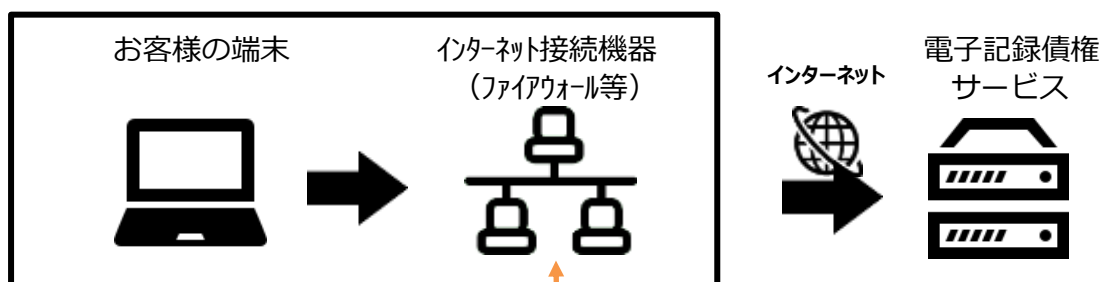 お客様の端末
インターネット接続機器
（ファイアウォール等）
インターネット
電子記録債権
サービス